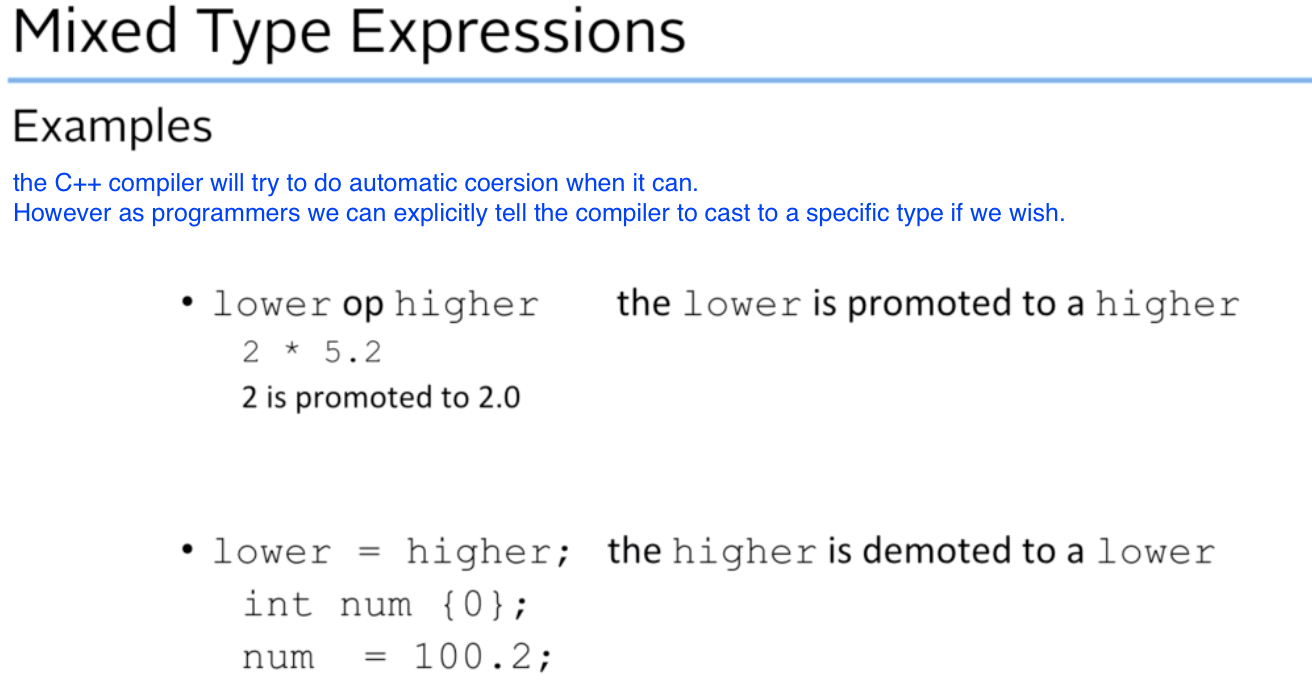 Mixed Type Expressions
Examples
the C++ compiler will try to do automatic coersion when it can.
However as programmers we can explicitly tell the compiler to cast to a specific type if we wish.
• lower op higher the lower is promoted to a higher
2 * 5.2
2 is promoted to 2.0
• lower = higher; the higher is demoted to a lower
int num {0};
num = 100.2;